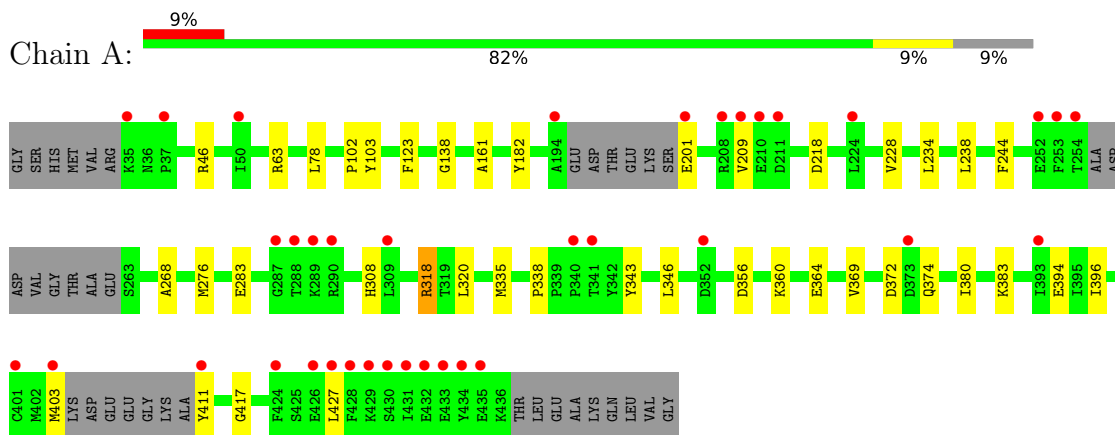 9%
Chain A:
82% 9% 9%
GLY SER HIS MET VAL ARG K35 N36 P37 R46 I50 R63 L78 P102 Y103 F123 G138 A161 Y182 A194 GLU ASP THR GLU LYS SER E201 R208 V209 E210 D211 D218 L224 V228 L234 L238 F244 E252 F253 T254 ALA ASP
ASP VAL GLY THR ALA GLU S263 A268 M276 E283 G287 T288 K289 R290 H308 L309 R318 T319 L320 M335 P338 P339 P340 T341 Y342 Y343 L346 D352 D356 K360 E364 V369 D372 D373 Q374 I380 K383 I393 E394 I395 I396
C401 M402 M403 LYS ASP GLU GLU GLY LYS ALA Y411 G417 F424 S425 E426 L427 F428 K429 S430 I431 E432 E433 Y434 E435 K436 THR LEU GLU ALA LYS GLN LEU VAL GLY